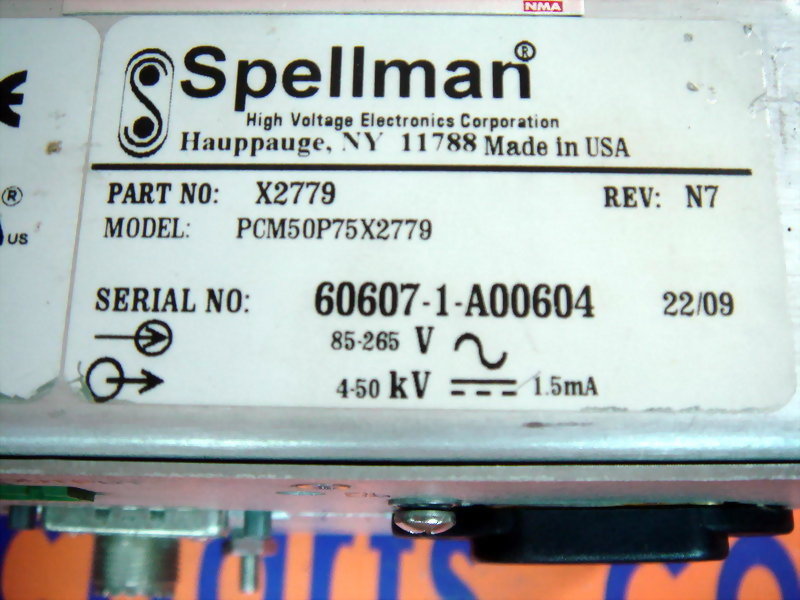 NMA
Spellman®
High Voltage Electronics Corporation
Hauppauge, NY 11788 Made in USA
PART NO: X2779 REV: N7
MODEL: PCM50P75X2779
SERIAL NO: 60607-1-A00604 22/09
85-265 V
4-50 kV 1.5mA
CE
®
US